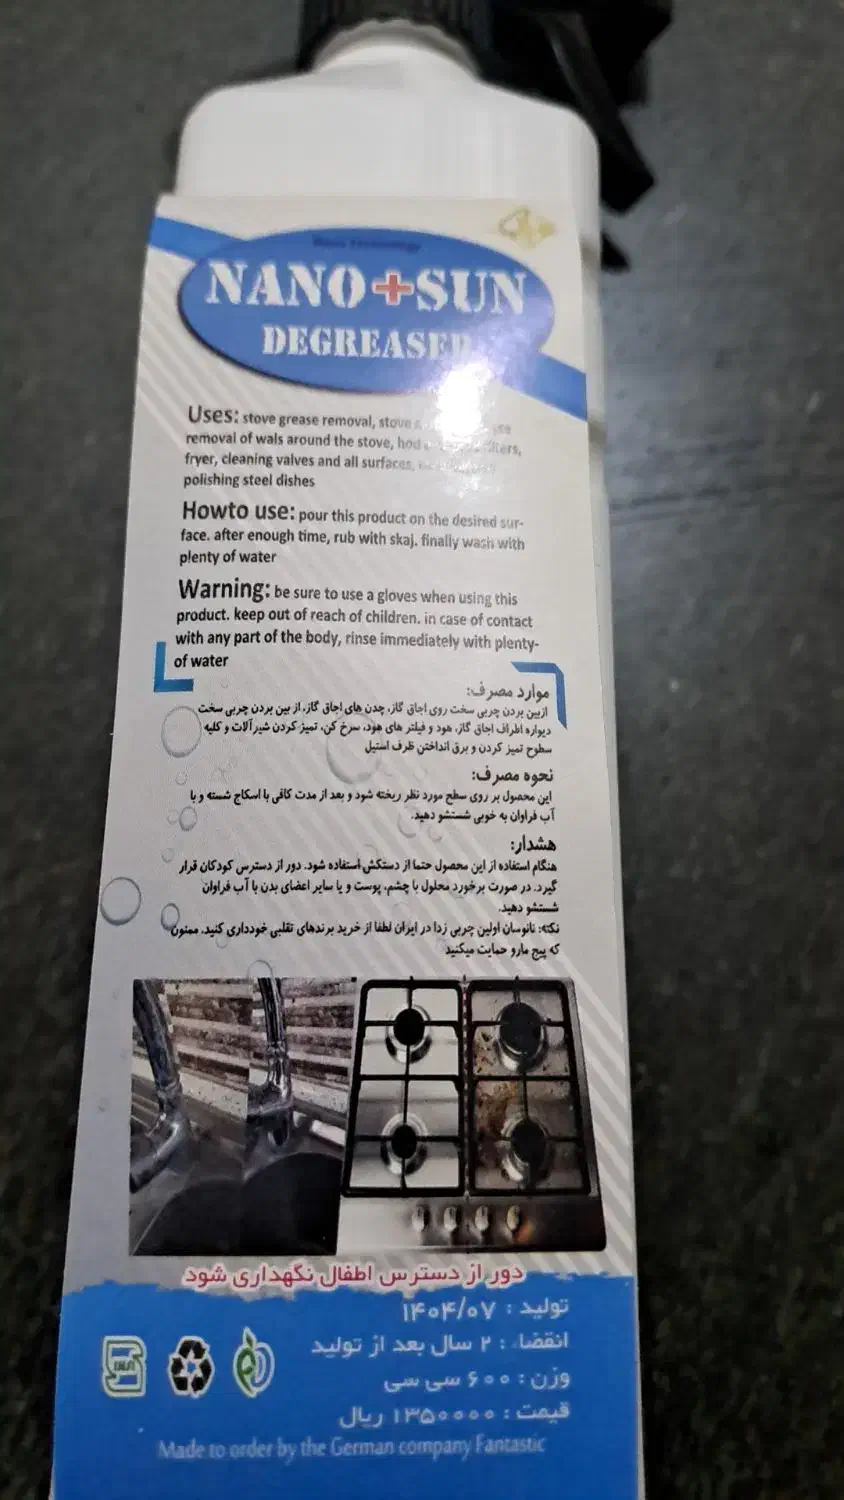 NANO+SUN
DEGREASER
Uses: stove grease removal, stove
removal of wals around the stove, hod filters,
fryer, cleaning valves and all surfaces,
polishing steel dishes
Howto use: pour this product on the desired sur-
face. after enough time, rub with skaj. finally wash with
plenty of water
Warning: be sure to use a gloves when using this
product. keep out of reach of children. in case of contact
with any part of the body, rinse immediately with plenty-
of water
موارد مصرف:
ازبین بردن چربی سخت روی اجاق گاز، چدن های اجاق گاز، از بین بردن چربی سخت
دیواره اطراف اجاق گاز، هود و فیلتر های هود، سرخ کن، تمیز کردن شیرآلات و کلیه
سطوح تمیز کردن و برق انداختن ظرف استیل
نحوه مصرف:
این محصول بر روی سطح مورد نظر ریخته شود و بعد از مدت کافی با اسکاج شسته و با
آب فراوان به خوبی شستشو دهید.
هشدار:
هنگام استفاده از این محصول حتما از دستکش استفاده شود. دور از دسترس کودکان قرار
گیرد. در صورت برخورد محلول با چشم، پوست و یا سایر اعضای بدن با آب فراوان
شستشو دهید.
نکته: نانوسان اولین چربی زدا در ایران لطفا از خرید برندهای تقلبی خودداری کنید. ممنون
که پیج مارو حمایت میکنید
دور از دسترس اطفال نگهداری شود
تولید : ۱۴۰۴/۰۷
انقضاء : ۲ سال بعد از تولید
وزن : ۶۰۰ سی سی
قیمت : ۱۳۵۰۰۰۰ ریال
Made to order by the German company Fantastic